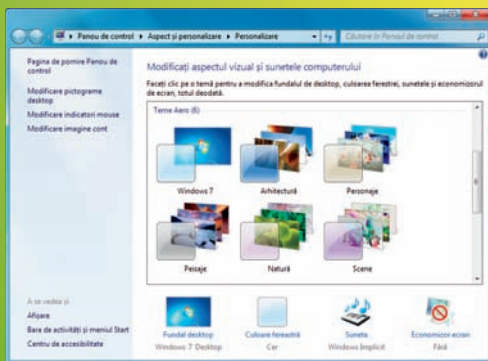 Panou de control ▸ Aspect și personalizare ▸ Personalizare
Căutare în Panoul de control
Pagina de pornire Panou de
control
Modificare pictograme
desktop
Modificare indicatori mouse
Modificare imagine cont
Modificați aspectul vizual și sunetele computerului
Faceți clic pe o temă pentru a modifica fundalul de desktop, culoarea ferestrei, sunetele și economizorul
de ecran, totul deodată.
Teme Aero (6)
Windows 7
Arhitectură
Personaje
Peisaje
Natură
Scene
A se vedea și
Afișare
Bare de activități și meniul Start
Centru de accesibilitate
Fundal desktop
Windows 7 Desktop
Culoare fereastră
Cer
Sunete
Windows Implicit
Economizor ecran
Fără